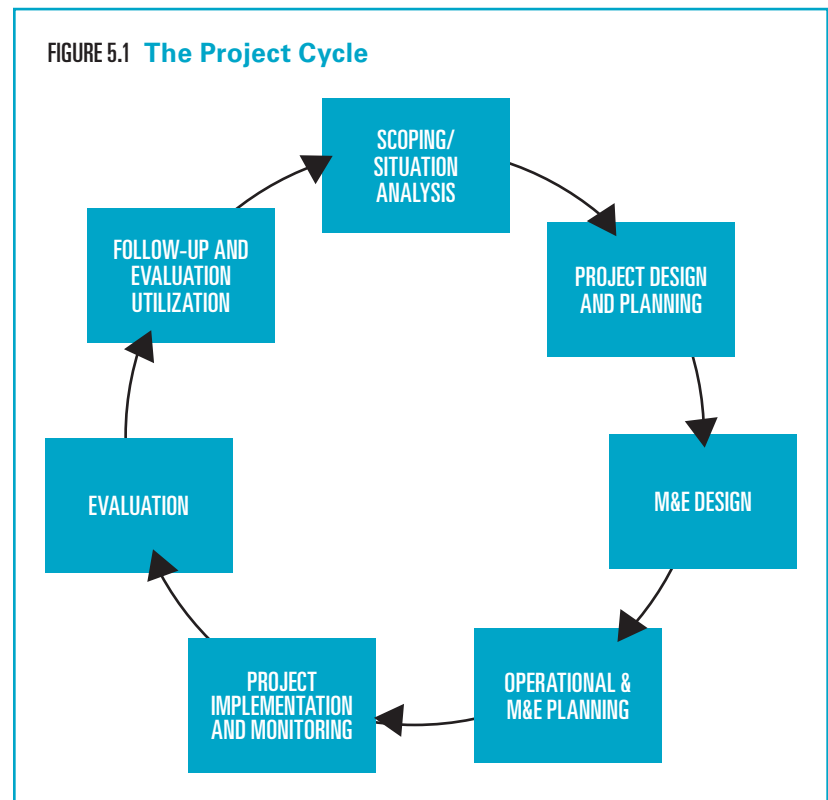 FIGURE 5.1 The Project Cycle
SCOPING/
SITUATION
ANALYSIS
PROJECT DESIGN
AND PLANNING
M&E DESIGN
OPERATIONAL &
M&E PLANNING
PROJECT
IMPLEMENTATION
AND MONITORING
EVALUATION
FOLLOW-UP AND
EVALUATION
UTILIZATION